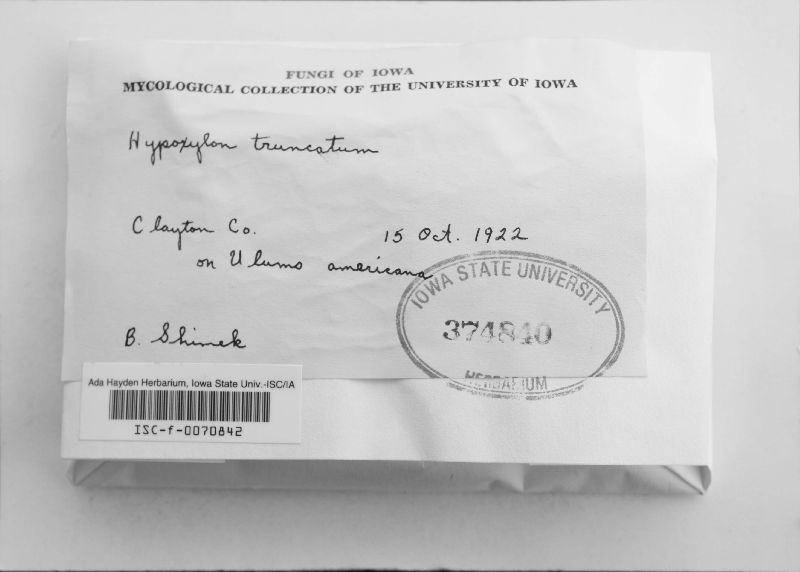 FUNGI OF IOWA
MYCOLOGICAL COLLECTION OF THE UNIVERSITY OF IOWA
Hypoxylon truncatum
Clayton Co. 15 Oct. 1922
on Ulumo americana
B. Shimek
IOWA STATE UNIVERSITY
374840
HERBARIUM
Ada Hayden Herbarium, Iowa State Univ.-ISC/IA
ISC-f-0070842